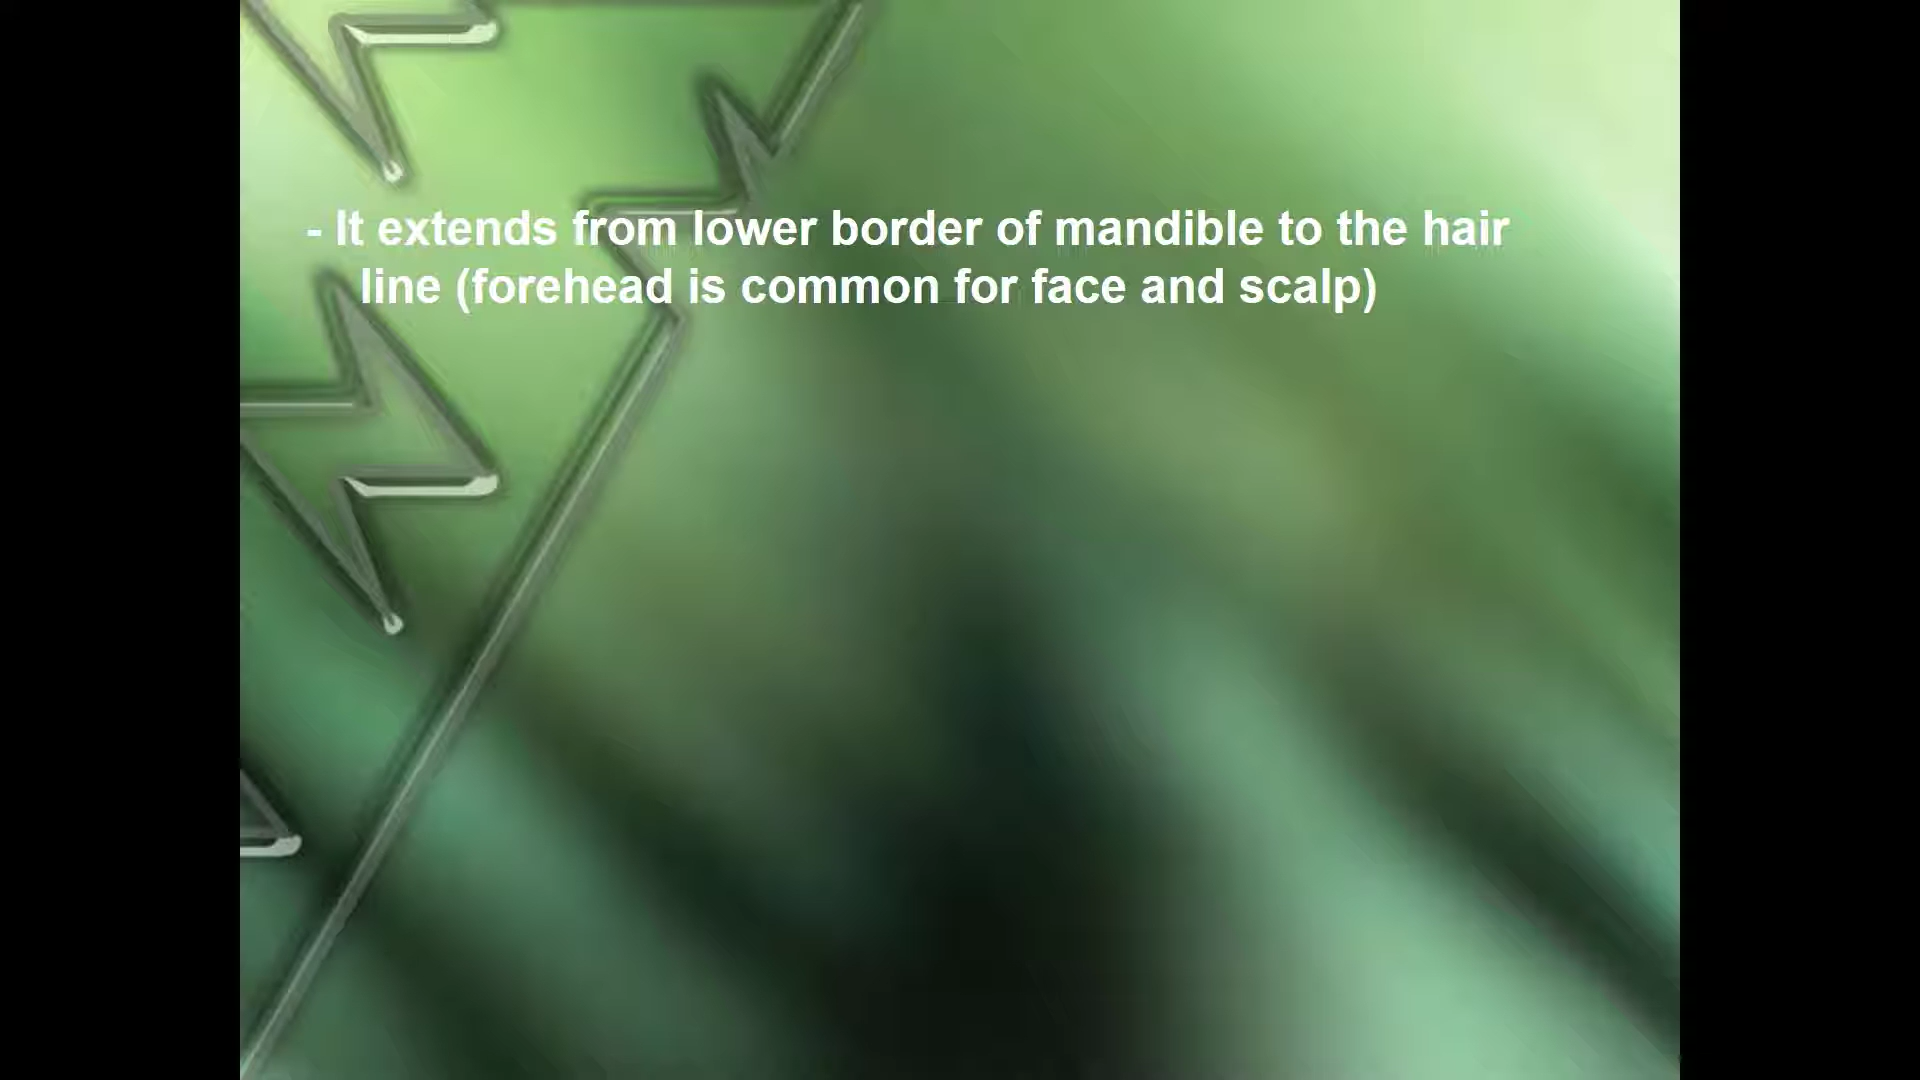 - It extends from lower border of mandible to the hair
line (forehead is common for face and scalp)